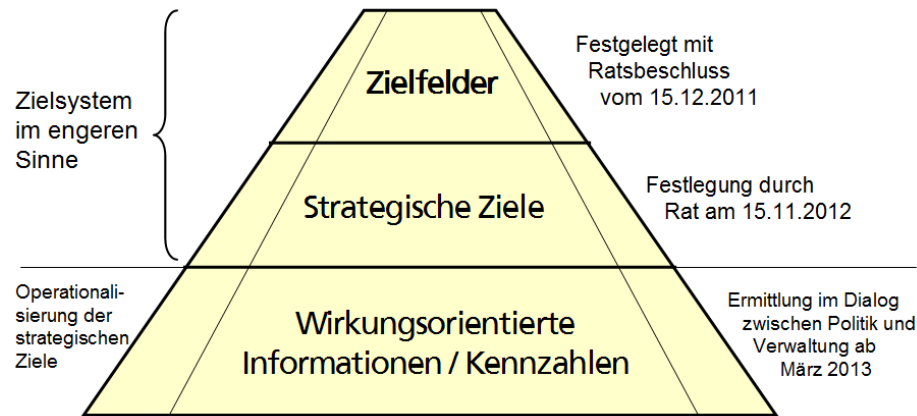 Zielfelder
Festgelegt mit
Ratsbeschluss
vom 15.12.2011
Zielsystem
im engeren
Sinne
Strategische Ziele
Festlegung durch
Rat am 15.11.2012
Operationali-
sierung der
strategischen
Ziele
Wirkungsorientierte
Informationen / Kennzahlen
Ermittlung im Dialog
zwischen Politik und
Verwaltung ab
März 2013